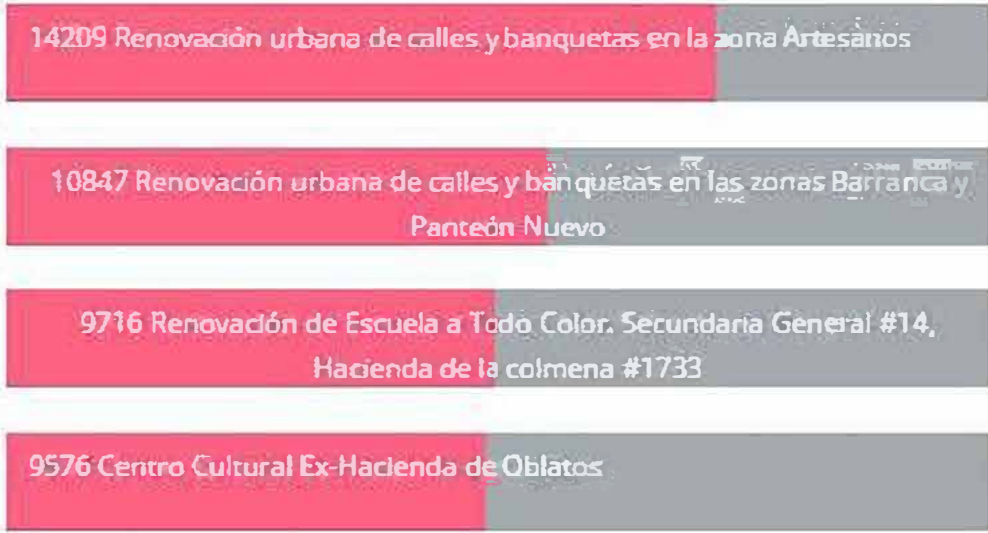 14209 Renovación urbana de calles y banquetas en la zona Artesanos
10847 Renovación urbana de calles y banquetas en las zonas Barranca y
Panteón Nuevo
9716 Renovación de Escuela a Todo Color. Secundaria General #14,
Hacienda de la colmena #1733
9576 Centro Cultural Ex-Hacienda de Oblatos